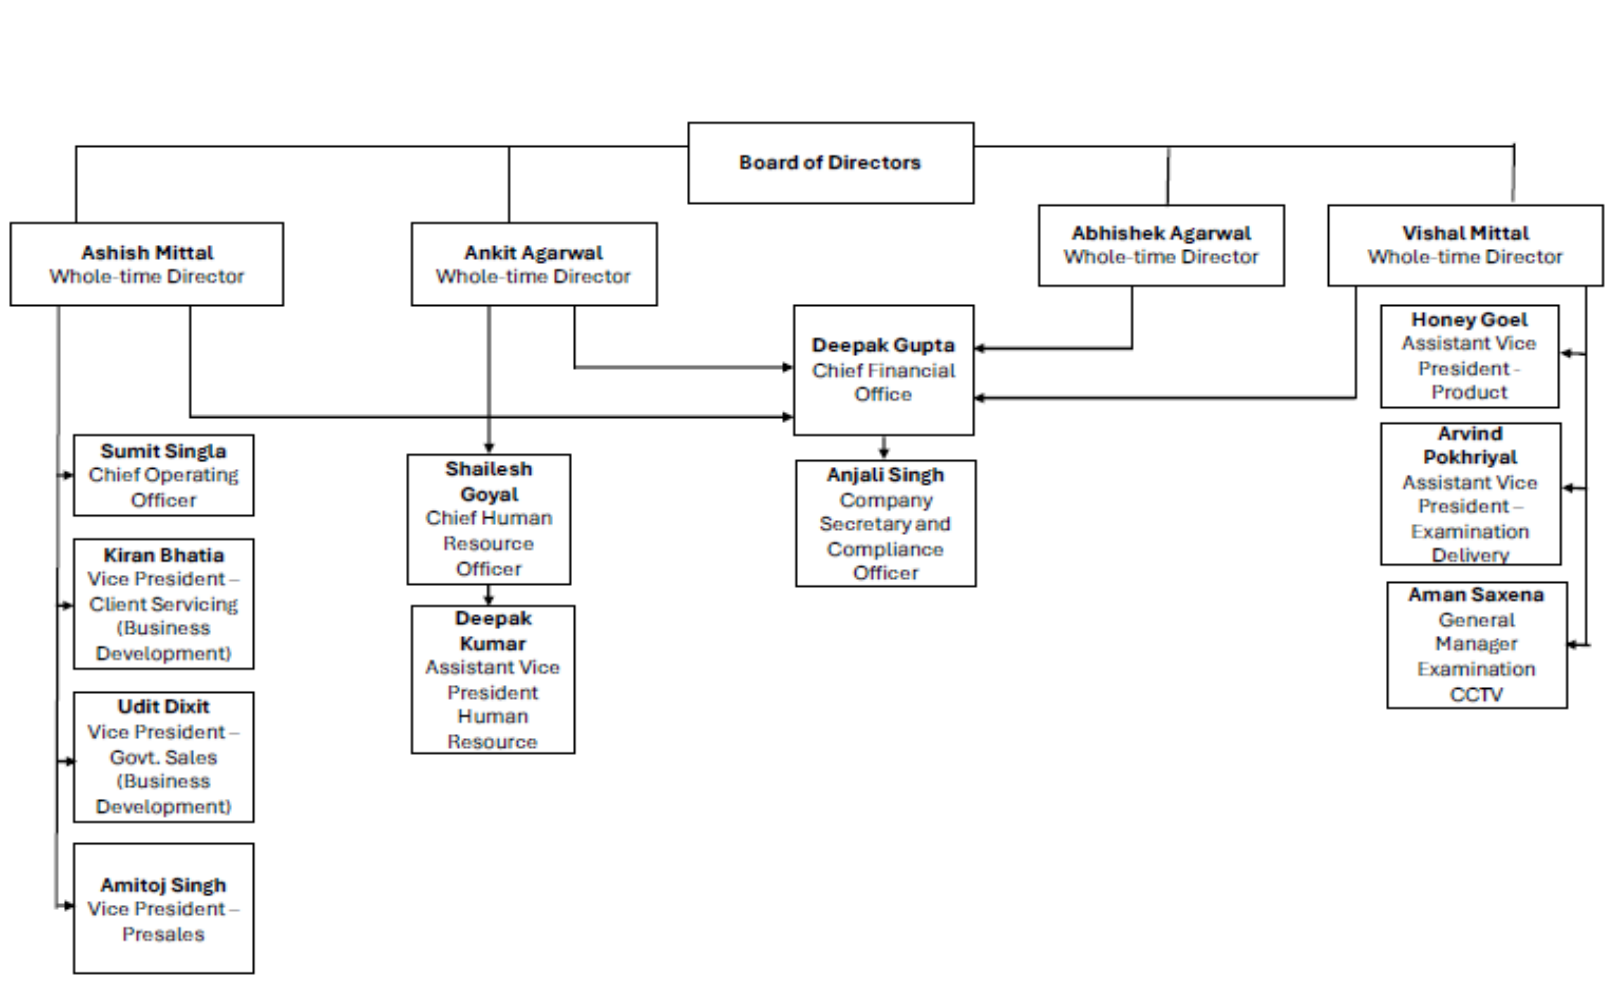 Board of Directors
Ashish Mittal
Whole-time Director
Ankit Agarwal
Whole-time Director
Abhishek Agarwal
Whole-time Director
Vishal Mittal
Whole-time Director
Deepak Gupta
Chief Financial
Office
Anjali Singh
Company
Secretary and
Compliance
Officer
Sumit Singla
Chief Operating
Officer
Kiran Bhatia
Vice President –
Client Servicing
(Business
Development)
Udit Dixit
Vice President –
Govt. Sales
(Business
Development)
Amitoj Singh
Vice President –
Presales
Shailesh
Goyal
Chief Human
Resource
Officer
Deepak
Kumar
Assistant Vice
President
Human
Resource
Honey Goel
Assistant Vice
President -
Product
Arvind
Pokhriyal
Assistant Vice
President –
Examination
Delivery
Aman Saxena
General
Manager
Examination
CCTV